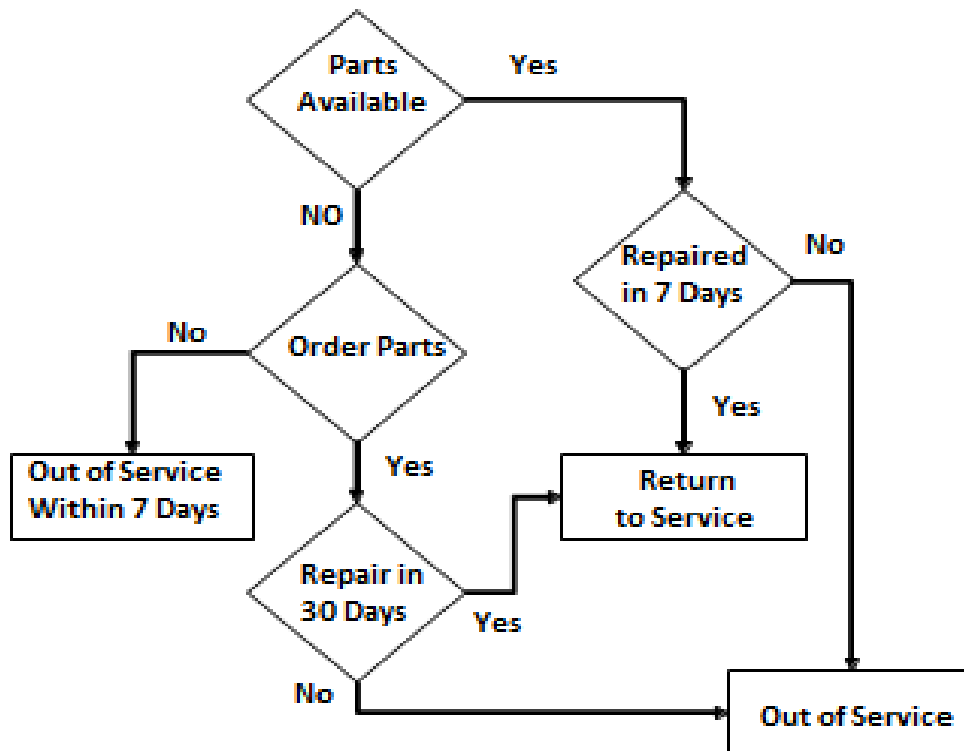 Parts
Available
Yes
NO
Repaired
in 7 Days
No
No
Order Parts
Yes
Out of Service
Within 7 Days
Yes
Return
to Service
Repair in
30 Days
Yes
No
Out of Service